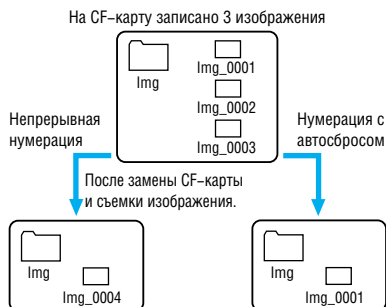 На CF–карту записано 3 изображения
Img
Img_0001
Img_0002
Img_0003
Непрерывная
нумерация
Нумерация с
автосбросом
После замены CF–карты
и съемки изображения.
Img
Img_0004
Img
Img_0001